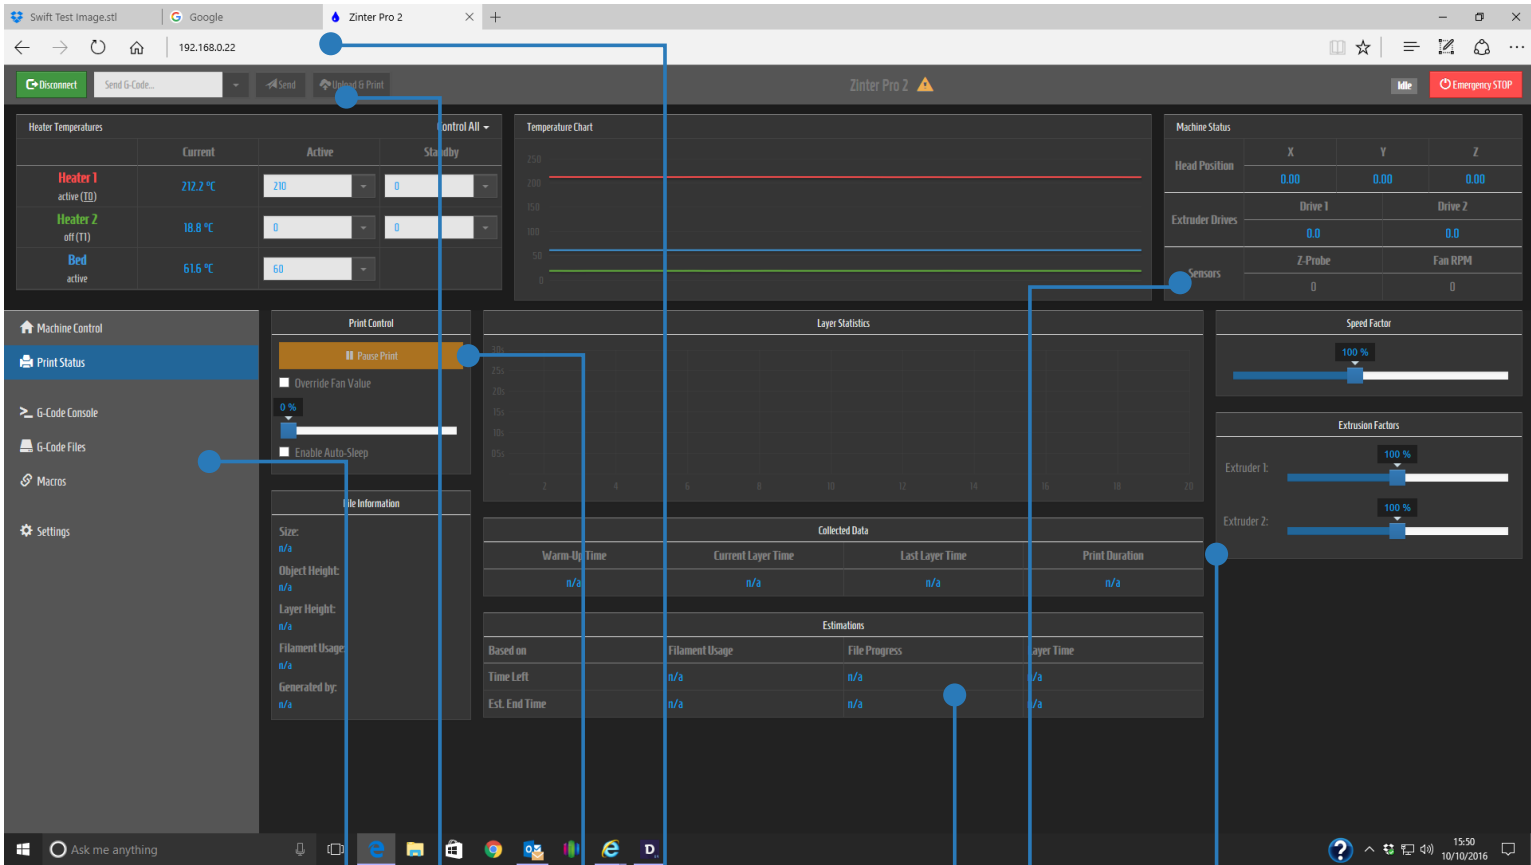 Swift Test Image.stl
Google
Zinter Pro 2
192.168.0.22
Disconnect
Send G-Code...
Send
Upload & Print
Zinter Pro 2
Idle
Emergency STOP
Heater Temperatures
Control All
Current Active Standby
Heater 1
active (T0)
212.2 °C
210
0
Heater 2
off (T1)
18.8 °C
0
0
Bed
active
61.6 °C
60
Temperature Chart
250
200
150
100
50
0
Machine Status
Head Position
X Y Z
0.00 0.00 0.00
Extruder Drives
Drive 1 Drive 2
0.0 0.0
Sensors
Z-Probe Fan RPM
0 0
Machine Control
Print Status
G-Code Console
G-Code Files
Macros
Settings
Print Control
Pause Print
Override Fan Value
0 %
Enable Auto-Sleep
File Information
Size:
n/a
Object Height:
n/a
Layer Height:
n/a
Filament Usage:
n/a
Generated by:
n/a
Layer Statistics
30s
25s
20s
15s
10s
05s
2 4 6 8 10 12 14 16 18 20
Collected Data
Warm-Up Time Current Layer Time Last Layer Time Print Duration
n/a n/a n/a n/a
Estimations
Based on Filament Usage File Progress Layer Time
Time Left n/a n/a n/a
Est. End Time n/a n/a n/a
Speed Factor
100 %
Extrusion Factors
Extruder 1:
100 %
Extruder 2:
100 %
Ask me anything
15:50
10/10/2016